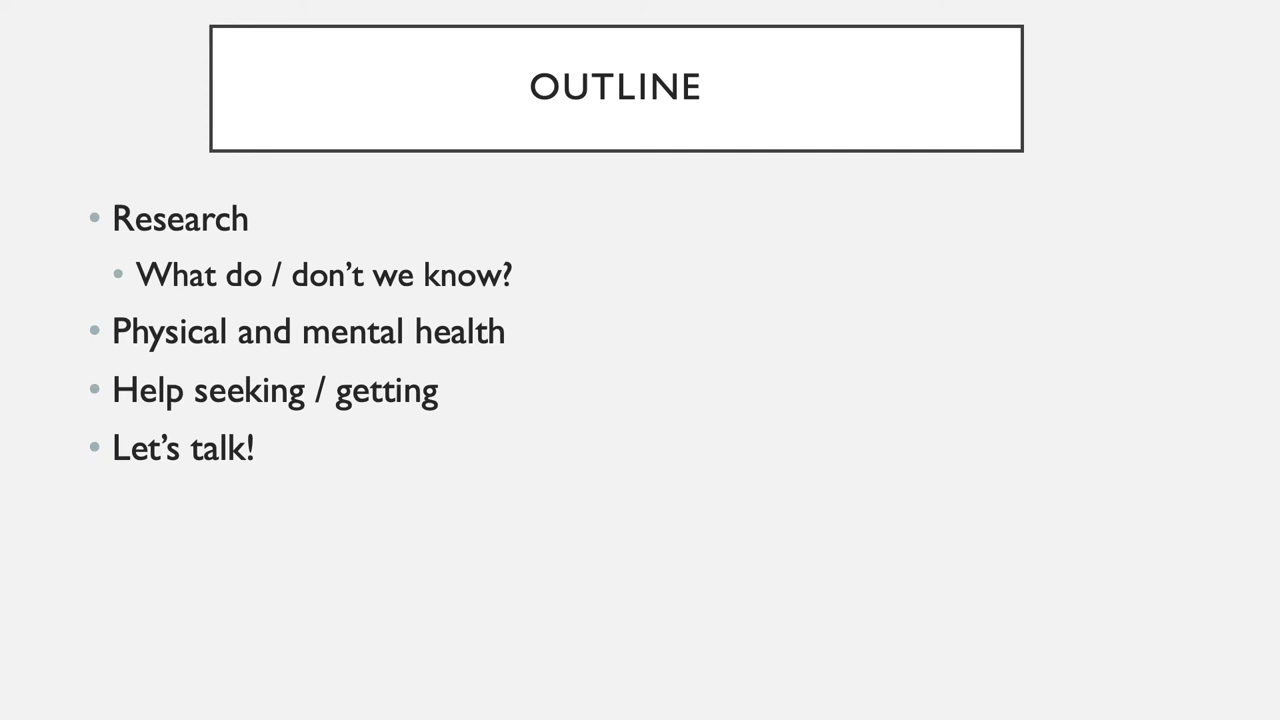 OUTLINE
• Research
• What do / don’t we know?
• Physical and mental health
• Help seeking / getting
• Let’s talk!